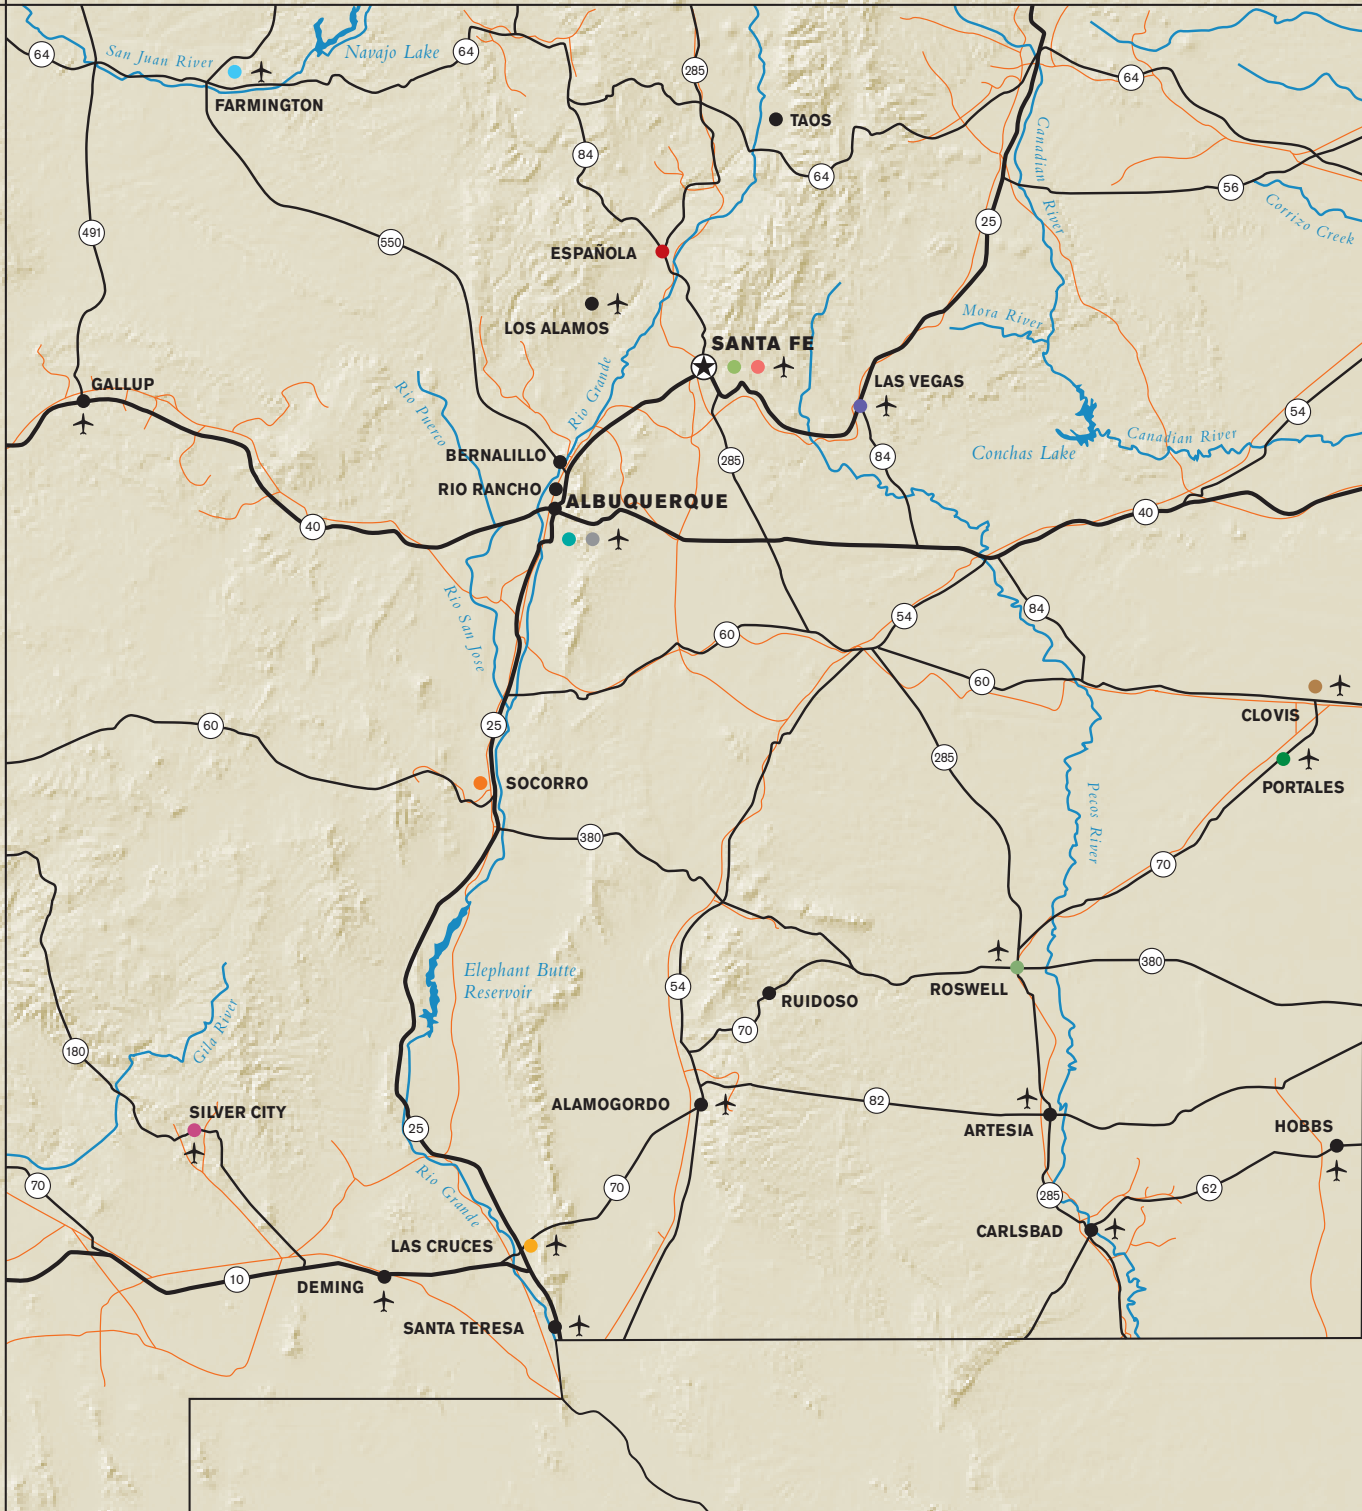 64
San Juan River
Navajo Lake
64
285
64
FARMINGTON
TAOS
Canadian
84
64
56
River
Corrizo Creek
491
550
25
ESPAÑOLA
LOS ALAMOS
Mora River
SANTA FE
Rio Grande
GALLUP
LAS VEGAS
Rio Puerco
54
Canadian River
BERNALILLO
285
84
Conchas Lake
RIO RANCHO
ALBUQUERQUE
40
40
Rio San Jose
84
54
60
60
CLOVIS
60
25
285
SOCORRO
PORTALES
Pecos River
380
70
Elephant Butte
Reservoir
380
54
ROSWELL
RUIDOSO
Gila River
70
180
SILVER CITY
ALAMOGORDO
82
25
ARTESIA
HOBBS
70
Rio Grande
70
285
62
CARLSBAD
LAS CRUCES
10
DEMING
SANTA TERESA